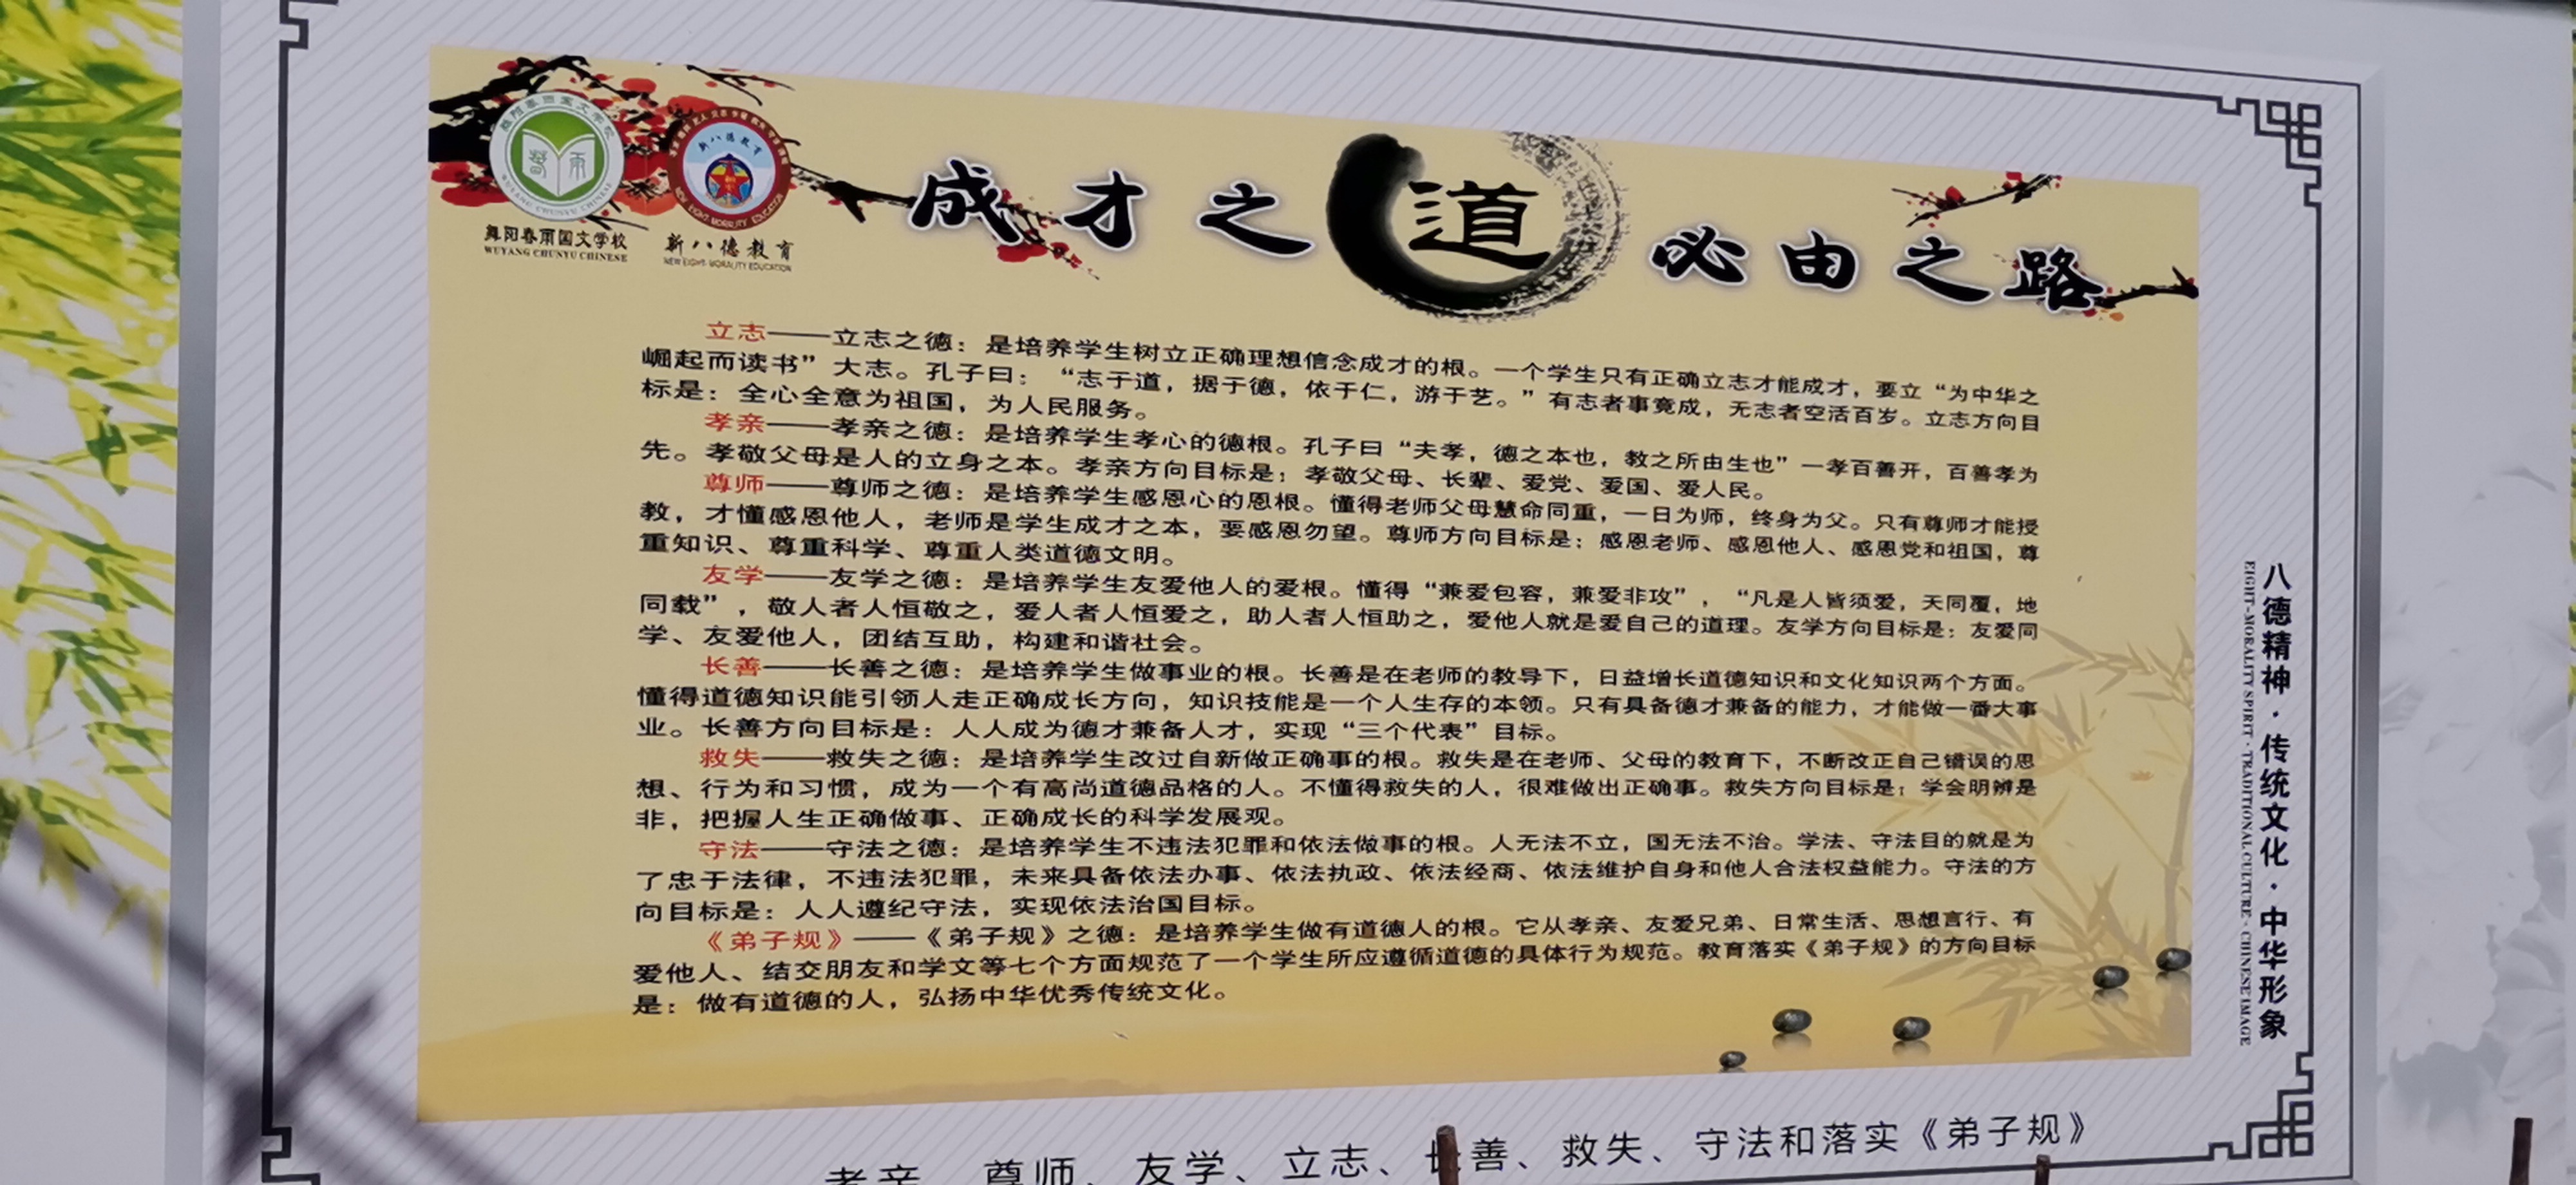 舞阳春雨国文学校
WUYANG CHUNYU CHINESE
新八德教育
NEW EIGHT MORALITY EDUCATION
成才之道必由之路
立志——立志之德：是培养学生树立正确理想信念成才的根。一个学生只有正确立志才能成才，要立“为中华之
崛起而读书”大志。孔子曰：“志于道，据于德，依于仁，游于艺。”有志者事竟成，无志者空活百岁。立志方向目
标是：全心全意为祖国，为人民服务。
孝亲——孝亲之德：是培养学生孝心的德根。孔子曰“夫孝，德之本也，教之所由生也”一孝百善开，百善孝为
先。孝敬父母是人的立身之本。孝亲方向目标是：孝敬父母、长辈、爱党、爱国、爱人民。
尊师——尊师之德：是培养学生感恩心的恩根。懂得老师父母慧命同重，一日为师，终身为父。只有尊师才能授
教，才懂感恩他人，老师是学生成才之本，要感恩勿望。尊师方向目标是：感恩老师、感恩他人、感恩党和祖国，尊
重知识、尊重科学、尊重人类道德文明。
友学——友学之德：是培养学生友爱他人的爱根。懂得“兼爱包容，兼爱非攻”，“凡是人皆须爱，天同覆，地
同载”，敬人者人恒敬之，爱人者人恒爱之，助人者人恒助之，爱他人就是爱自己的道理。友学方向目标是：友爱同
学、友爱他人，团结互助，构建和谐社会。
长善——长善之德：是培养学生做事业的根。长善是在老师的教导下，日益增长道德知识和文化知识两个方面。
懂得道德知识能引领人走正确成长方向，知识技能是一个人生存的本领。只有具备德才兼备的能力，才能做一番大事
业。长善方向目标是：人人成为德才兼备人才，实现“三个代表”目标。
救失——救失之德：是培养学生改过自新做正确事的根。救失是在老师、父母的教育下，不断改正自己错误的思
想、行为和习惯，成为一个有高尚道德品格的人。不懂得救失的人，很难做出正确事。救失方向目标是：学会明辨是
非，把握人生正确做事、正确成长的科学发展观。
守法——守法之德：是培养学生不违法犯罪和依法做事的根。人无法不立，国无法不治。学法、守法目的就是为
了忠于法律，不违法犯罪，未来具备依法办事、依法执政、依法经商、依法维护自身和他人合法权益能力。守法的方
向目标是：人人遵纪守法，实现依法治国目标。
《弟子规》——《弟子规》之德：是培养学生做有道德人的根。它从孝亲、友爱兄弟、日常生活、思想言行、有
爱他人、结交朋友和学文等七个方面规范了一个学生所应遵循道德的具体行为规范。教育落实《弟子规》的方向目标
是：做有道德的人，弘扬中华优秀传统文化。
八德精神·传统文化·中华形象
EIGHT-MORALITY SPIRIT·TRADITIONAL CULTURE·CHINESE IMAGE
孝亲、尊师、友学、立志、长善、救失、守法和落实《弟子规》